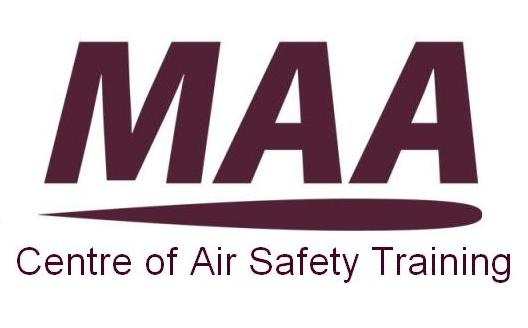 MAA
Centre of Air Safety Training